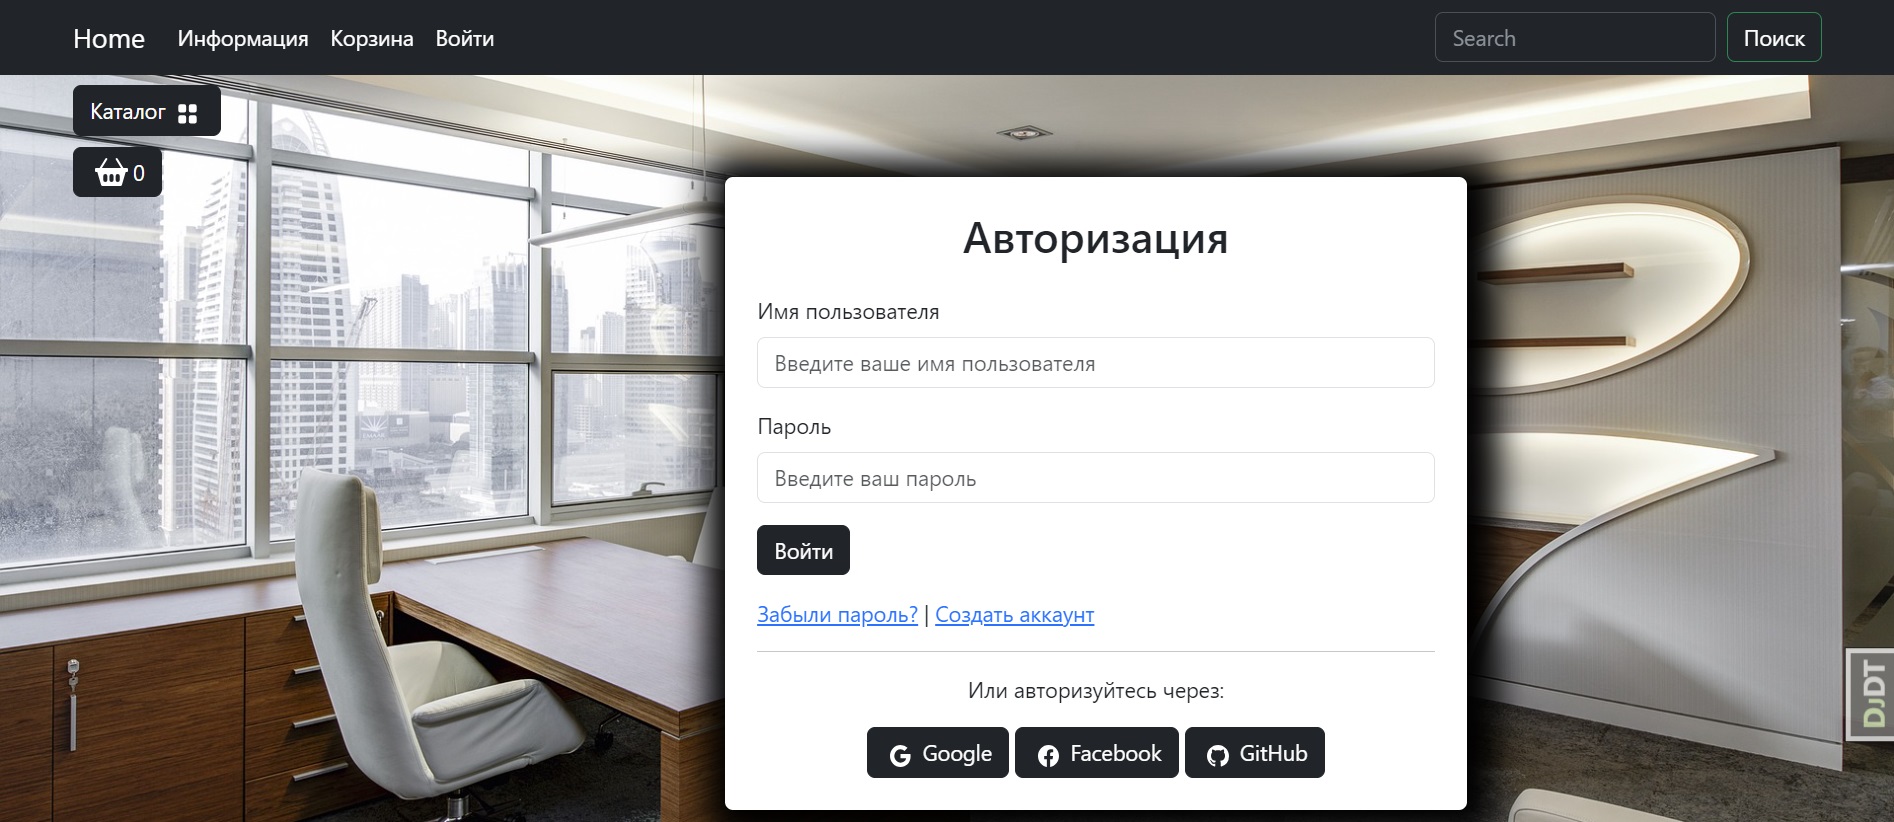 Home Информация Корзина Войти Search Поиск
Каталог
0
Авторизация
Имя пользователя
Введите ваше имя пользователя
Пароль
Введите ваш пароль
Войти
Забыли пароль? | Создать аккаунт
Или авторизуйтесь через:
Google Facebook GitHub
DJDT